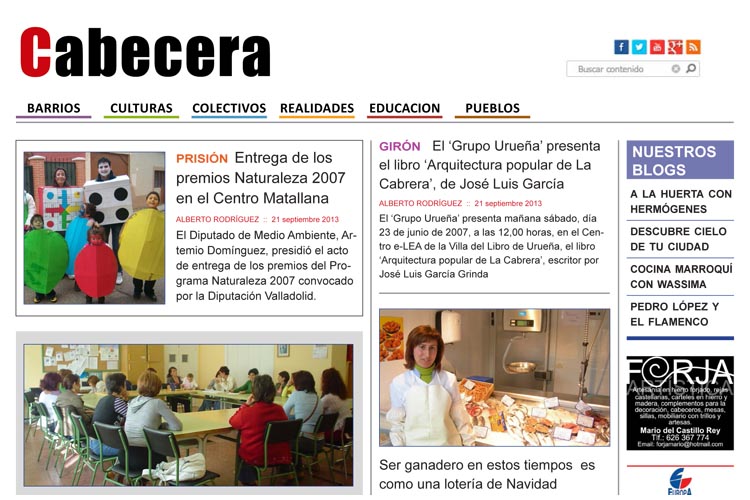 Cabecera
Buscar contenido
BARRIOS CULTURAS COLECTIVOS REALIDADES EDUCACION PUEBLOS
PRISIÓN Entrega de los
premios Naturaleza 2007
en el Centro Matallana
ALBERTO RODRÍGUEZ :: 21 septiembre 2013
El Diputado de Medio Ambiente, Ar-
temio Domínguez, presidió el acto
de entrega de los premios del Pro-
grama Naturaleza 2007 convocado
por la Diputación Valladolid.
GIRÓN El ‘Grupo Urueña’ presenta
el libro ‘Arquitectura popular de La
Cabrera’, de José Luis García
ALBERTO RODRÍGUEZ :: 21 septiembre 2013
El ‘Grupo Urueña’ presenta mañana sábado, día
23 de junio de 2007, a las 12,00 horas, en el Cen-
tro e-LEA de la Villa del Libro de Urueña, el libro
‘Arquitectura popular de La Cabrera’, escritor por
José Luis García Grinda
Ser ganadero en estos tiempos es
como una lotería de Navidad
NUESTROS
BLOGS
A LA HUERTA CON
HERMÓGENES
DESCUBRE CIELO
DE TU CIUDAD
COCINA MARROQUÍ
CON WASSIMA
PEDRO LÓPEZ Y
EL FLAMENCO
FORJA
Artesanía en hierro forjado, rejas
castellanas, carteles en hierro y
madera, complementos para la
decoración, cabeceros, mesas,
sillas, mobiliario con trillos y
artesas.
Mario del Castillo Rey
Tlf.: 626 367 774
Email: forjamario@hotmail.com
EUROPA